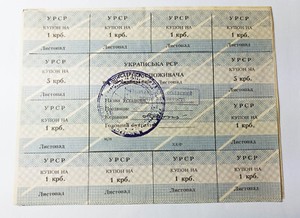 УРСР УРСР УРСР УРСР
КУПОН НА КУПОН НА КУПОН НА КУПОН НА
1 крб. 1 крб. 1 крб. 1 крб.
Листопад Листопад Листопад Листопад
УРСР УКРАЇНСЬКА РСР УРСР
КУПОН НА КУПОН НА
3 крб. 5 крб.
Листопад Листопад
УРСР УРСР
КУПОН НА Прізвище КУПОН НА
1 крб. Керівник 1 крб.
Листопад Листопад
УРСР УРСР УРСР УРСР
КУПОН НА КУПОН НА КУПОН НА КУПОН НА
1 крб. 1 крб. 1 крб. 1 крб.
Листопад Листопад Листопад Листопад